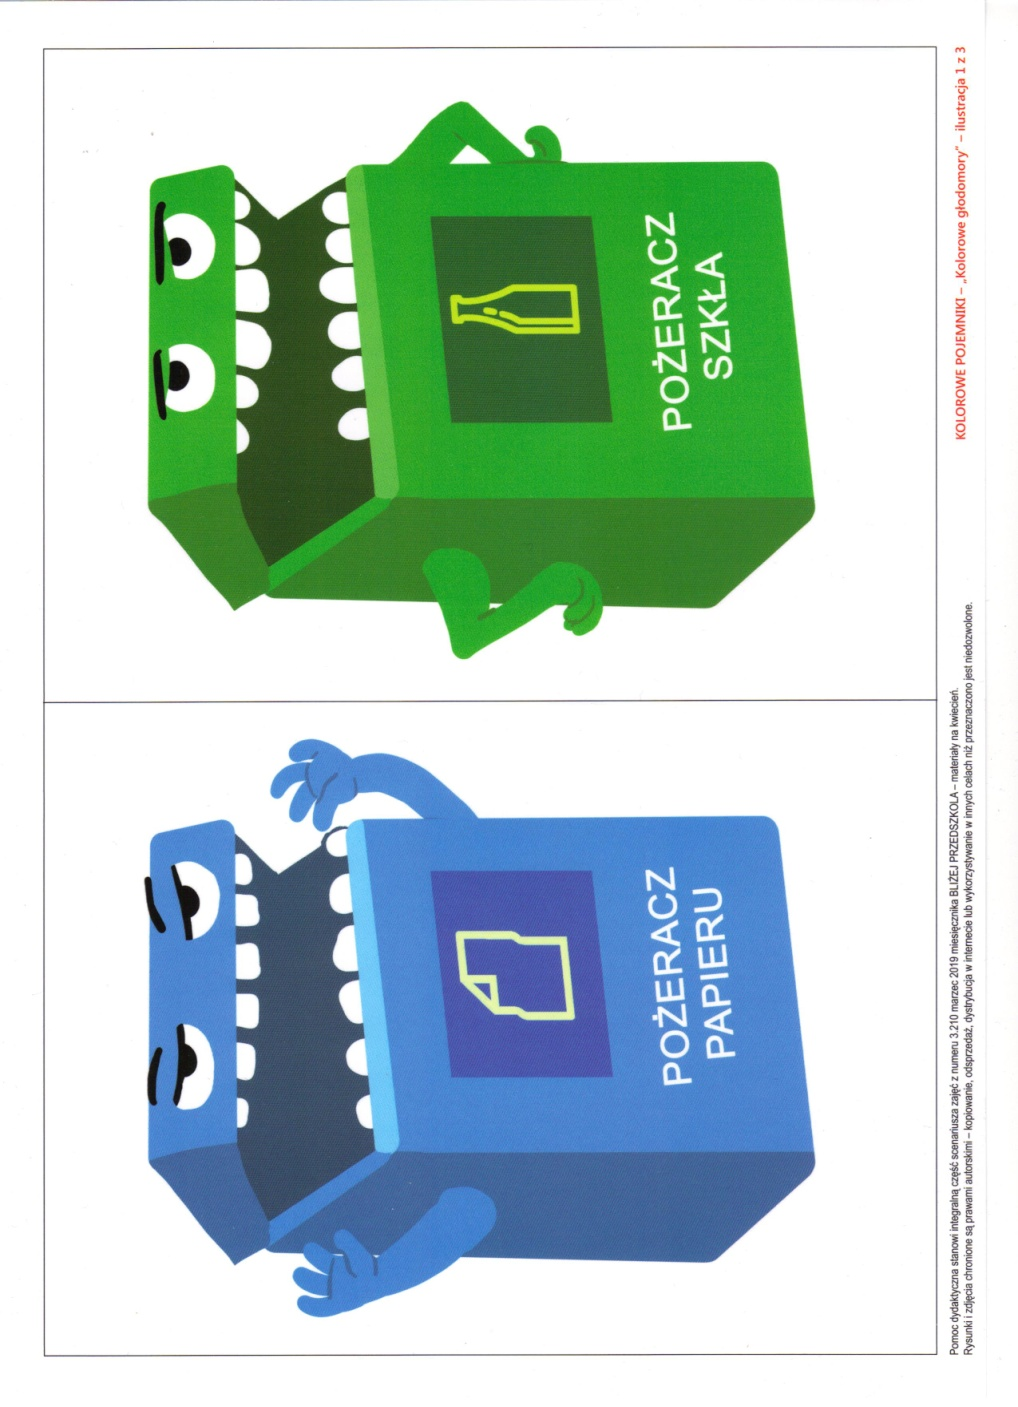 POŻERACZ
PAPIERU
POŻERACZ
SZKŁA
KOLOROWE POJEMNIKI – „Kolorowe głodomory” – ilustracja 1 z 3
Pomoc dydaktyczna stanowi integralną część scenariusza zajęć z numeru 3.210 marzec 2019 miesięcznika BLIŻEJ PRZEDSZKOLA – materiały na kwiecień.
Rysunki i zdjęcia chronione są prawami autorskimi – kopiowanie, odsprzedaż, dystrybucja w internecie lub wykorzystywanie w innych celach niż przeznaczono jest niedozwolone.